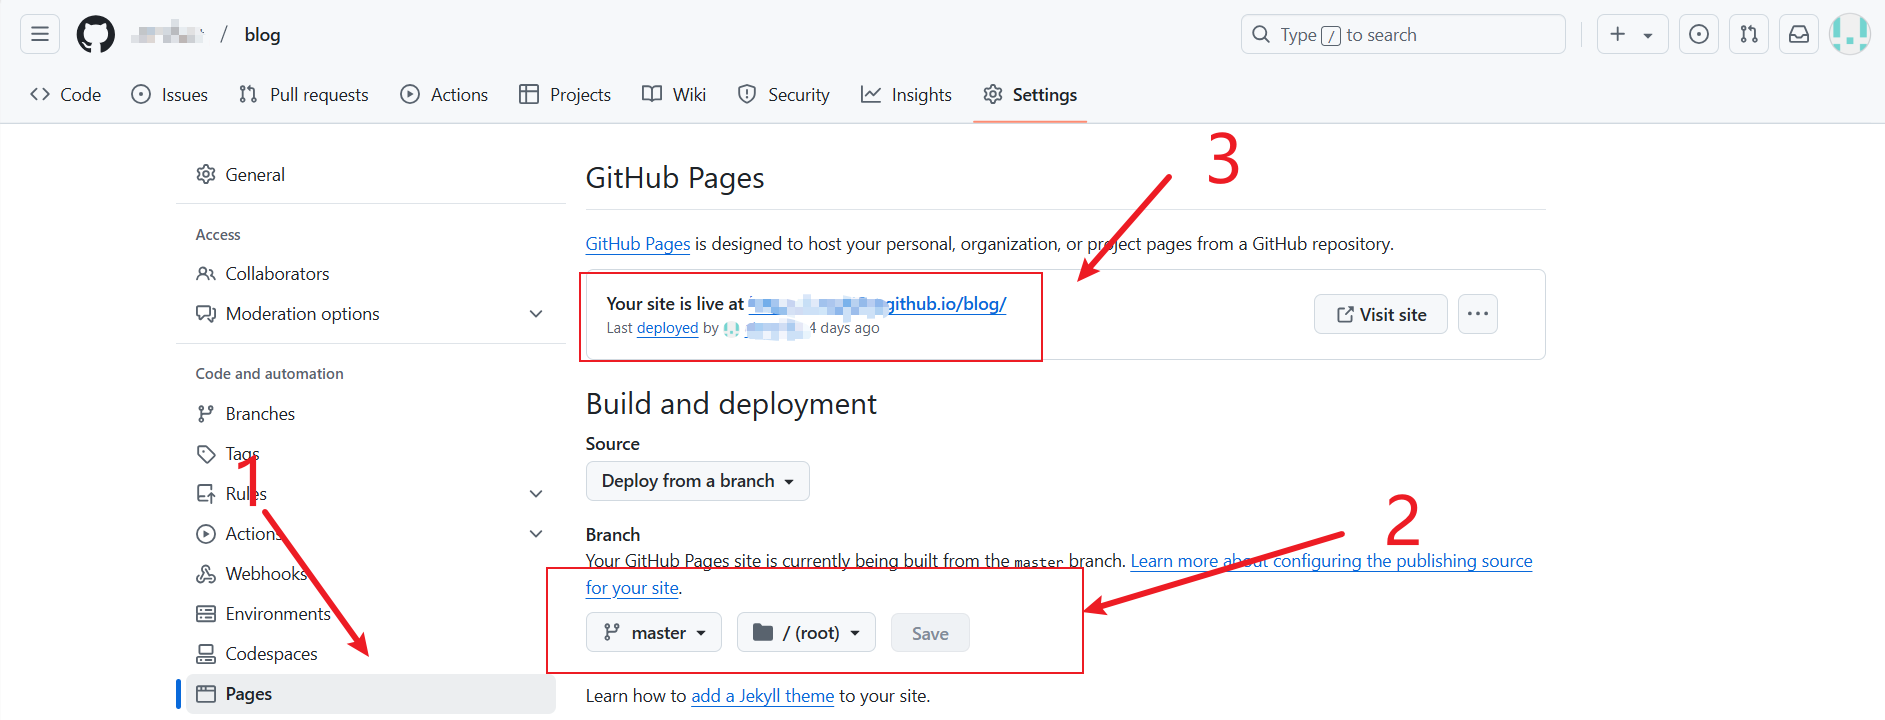 / blog
Type / to search
Code Issues Pull requests Actions Projects Wiki Security Insights Settings
3
General
GitHub Pages
Access
GitHub Pages is designed to host your personal, organization, or project pages from a GitHub repository.
Collaborators
Your site is live at github.io/blog/
Moderation options
Last deployed by 4 days ago
Visit site
Code and automation
Build and deployment
Branches
Source
Tags
Deploy from a branch
1
Rules
2
Actions
Branch
Your GitHub Pages site is currently being built from the master branch. Learn more about configuring the publishing source
for your site.
Webhooks
Environments
master / (root) Save
Codespaces
Pages
Learn how to add a Jekyll theme to your site.